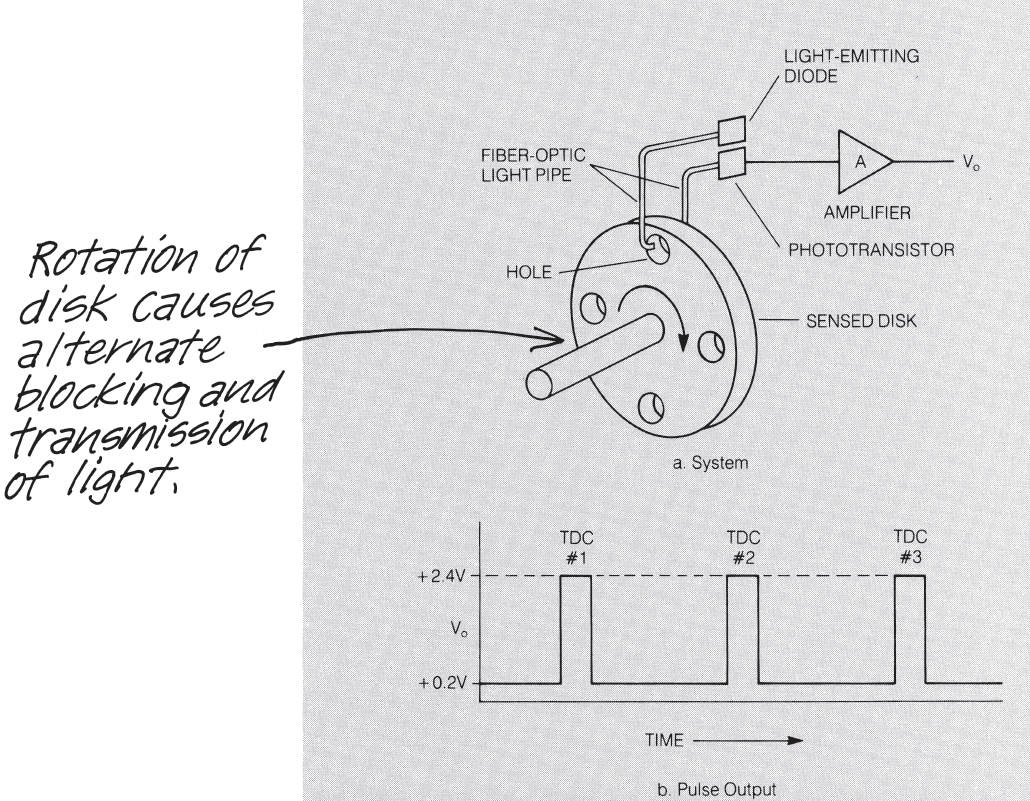 LIGHT-EMITTING
DIODE
FIBER-OPTIC
LIGHT PIPE
A
Vo
AMPLIFIER
PHOTOTRANSISTOR
HOLE
SENSED DISK
Rotation of
disk causes
alternate
blocking and
transmission
of light.
a. System
TDC
#1
TDC
#2
TDC
#3
+2.4V
Vo
+0.2V
TIME
b. Pulse Output